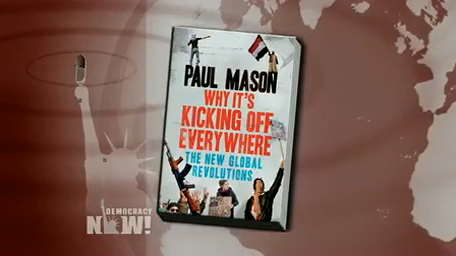 PAUL MASON
WHY IT'S
KICKING OFF
EVERYWHERE
THE NEW GLOBAL
REVOLUTIONS
DEMOCRACY
NOW!